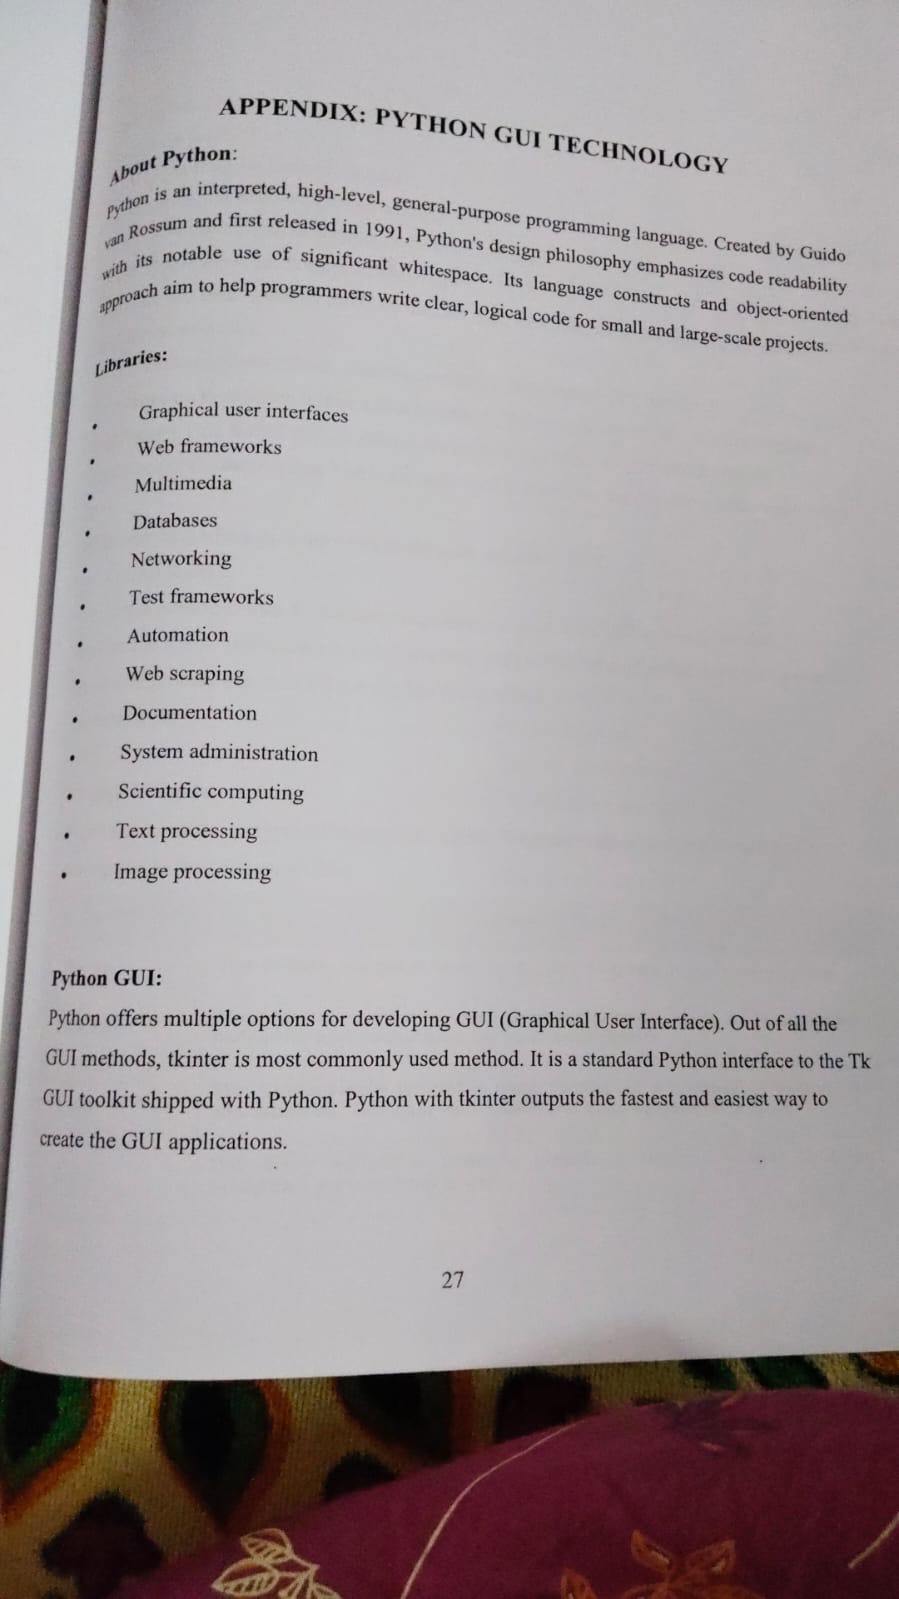 APPENDIX: PYTHON GUI TECHNOLOGY
About Python:
Python is an interpreted, high-level, general-purpose programming language. Created by Guido
van Rossum and first released in 1991, Python's design philosophy emphasizes code readability
with its notable use of significant whitespace. Its language constructs and object-oriented
approach aim to help programmers write clear, logical code for small and large-scale projects.
Libraries:
• Graphical user interfaces
• Web frameworks
• Multimedia
• Databases
• Networking
• Test frameworks
• Automation
• Web scraping
• Documentation
• System administration
• Scientific computing
• Text processing
• Image processing
Python GUI:
Python offers multiple options for developing GUI (Graphical User Interface). Out of all the
GUI methods, tkinter is most commonly used method. It is a standard Python interface to the Tk
GUI toolkit shipped with Python. Python with tkinter outputs the fastest and easiest way to
create the GUI applications.
27